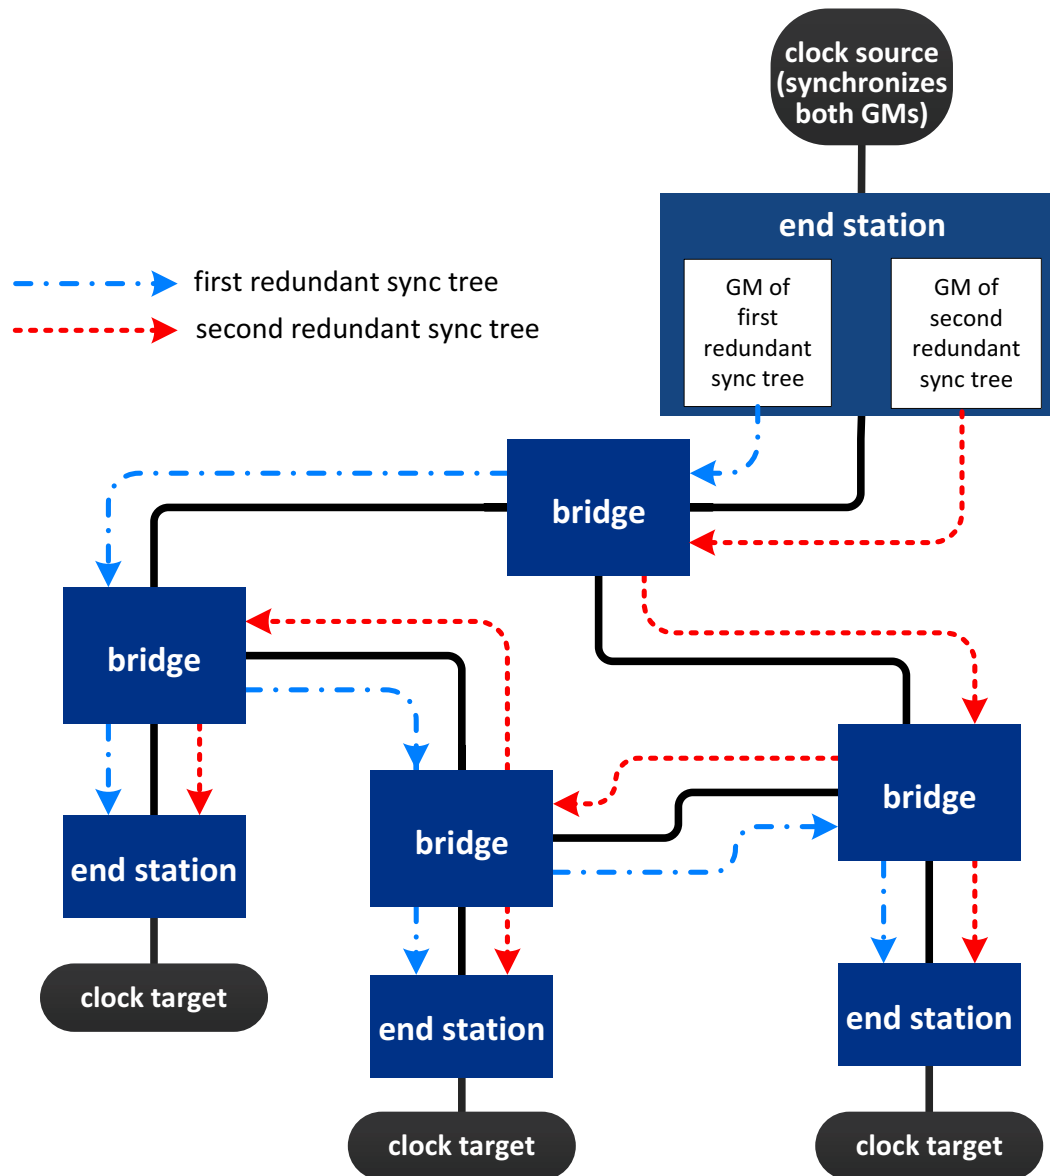 clock source
(synchronizes
both GMs)
end station
GM of
first
redundant
sync tree
GM of
second
redundant
sync tree
first redundant sync tree
second redundant sync tree
bridge
bridge
bridge
bridge
end station
end station
end station
clock target
clock target
clock target